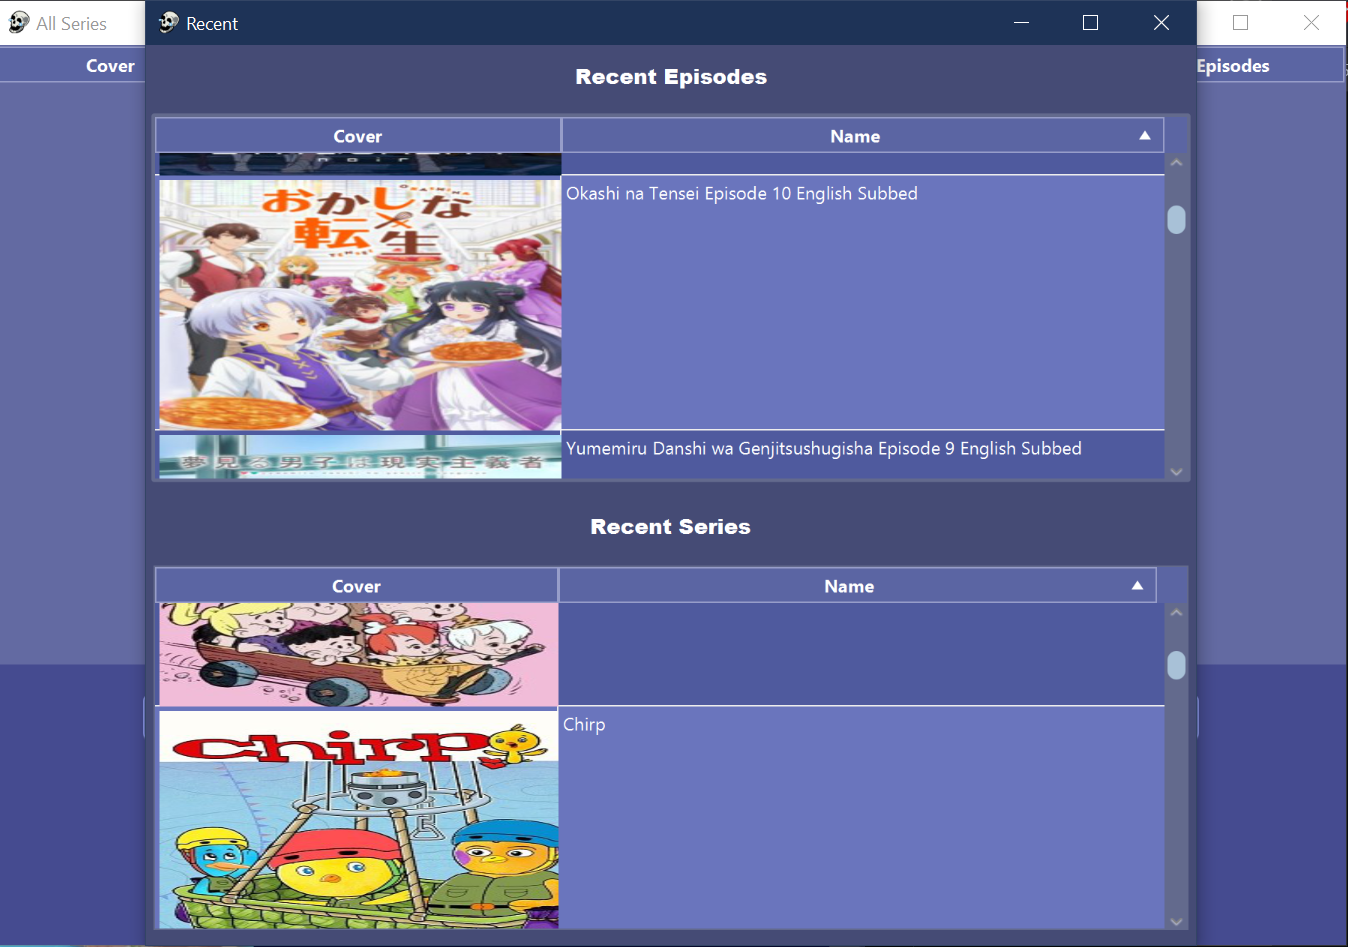 All Series
Recent
Cover
Episodes
Recent Episodes
Cover
Name
noir
おかしな
転生
Okashi na Tensei Episode 10 English Subbed
夢見る男子は現実主義者
Yumemiru Danshi wa Genjitsushugisha Episode 9 English Subbed
Recent Series
Cover
Name
Chirp
Chirp